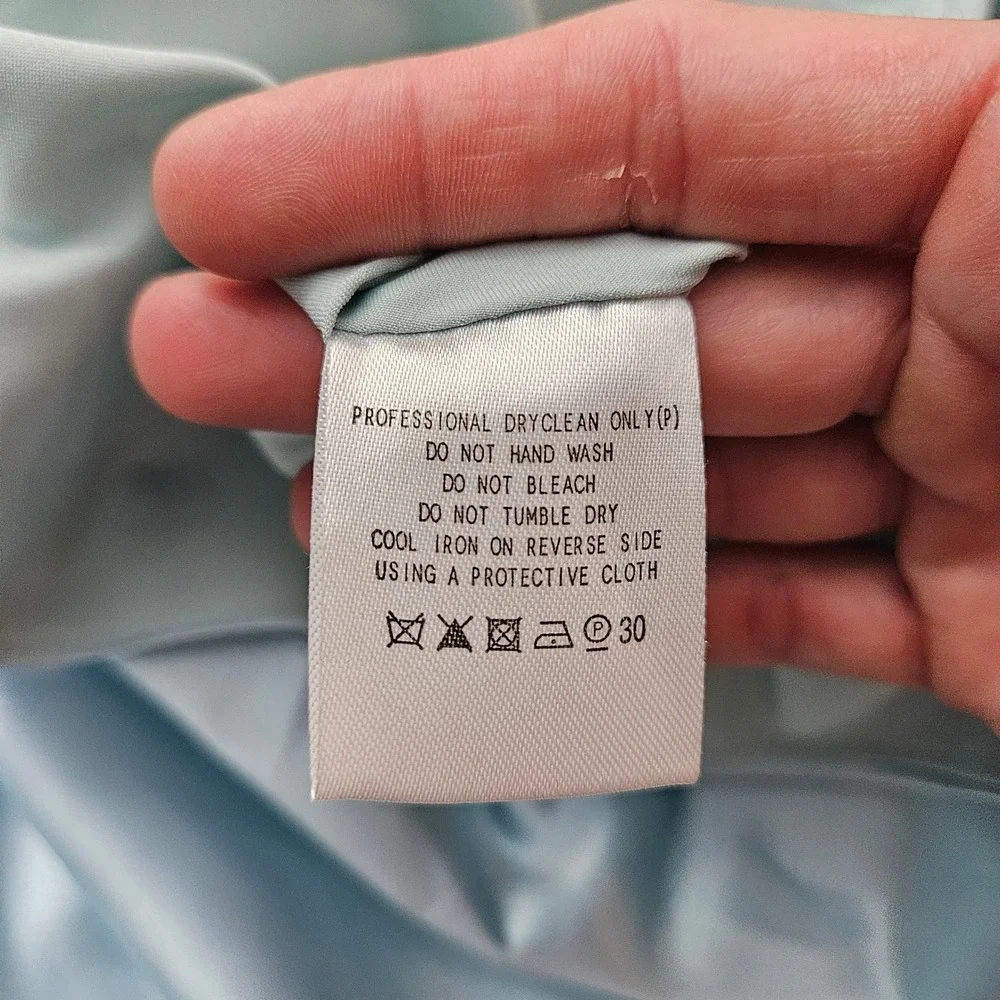 PROFESSIONAL DRYCLEAN ONLY(P)
DO NOT HAND WASH
DO NOT BLEACH
DO NOT TUMBLE DRY
COOL IRON ON REVERSE SIDE
USING A PROTECTIVE CLOTH
P 30